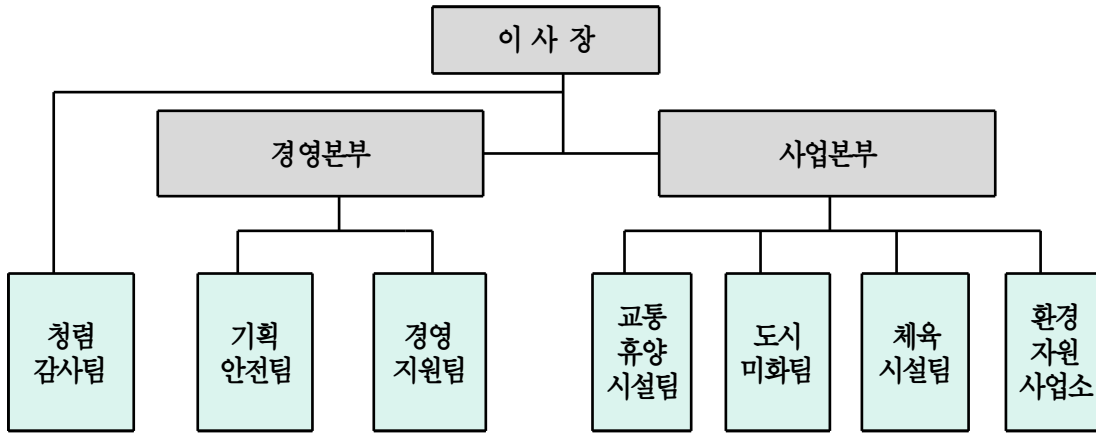 이 사 장
경영본부
사업본부
청렴
감사팀
기획
안전팀
경영
지원팀
교통
휴양
시설팀
도시
미화팀
체육
시설팀
환경
자원
사업소